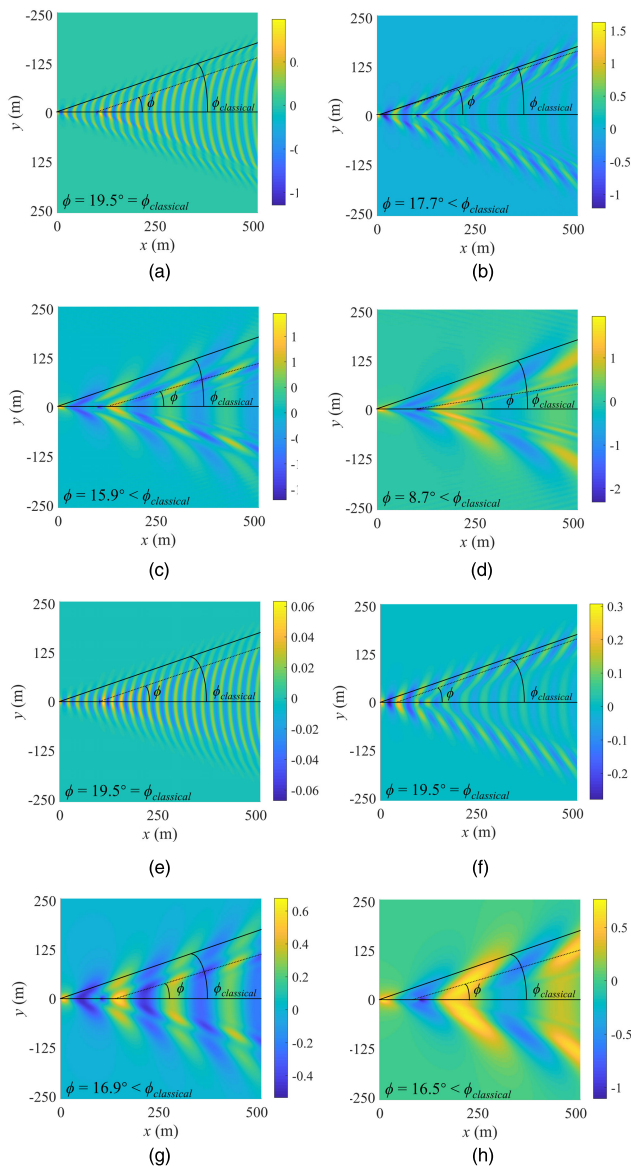 -250
-125
0
125
250
y (m)
0.
0
-0
-1
ϕ
ϕclassical
ϕ = 19.5° = ϕclassical
0 250 500
x (m)
(a)
250
125
0
-125
-250
y (m)
1.5
1
0.5
0
-0.5
-1
ϕ
ϕclassical
ϕ = 17.7° < ϕclassical
0 250 500
x (m)
(b)
250
125
0
-125
-250
y (m)
1
1
0
0
0
-
-1
ϕ
ϕclassical
ϕ = 15.9° < ϕclassical
0 250 500
x (m)
(c)
250
125
0
-125
-250
y (m)
1
0
-1
-2
ϕ
ϕclassical
ϕ = 8.7° < ϕclassical
0 250 500
x (m)
(d)
250
125
0
-125
-250
y (m)
0.06
0.04
0.02
0
-0.02
-0.04
-0.06
ϕ
ϕclassical
ϕ = 19.5° = ϕclassical
0 250 500
x (m)
(e)
250
125
0
-125
-250
y (m)
0.3
0.2
0.1
0
-0.1
-0.2
ϕ
ϕclassical
ϕ = 19.5° = ϕclassical
0 250 500
x (m)
(f)
250
125
0
-125
-250
y (m)
0.6
0.4
0.2
0
-0.2
-0.4
ϕ
ϕclassical
ϕ = 16.9° < ϕclassical
0 250 500
x (m)
(g)
250
125
0
-125
-250
y (m)
0.5
0
-0.5
-1
ϕ
ϕclassical
ϕ = 16.5° < ϕclassical
0 250 500
x (m)
(h)